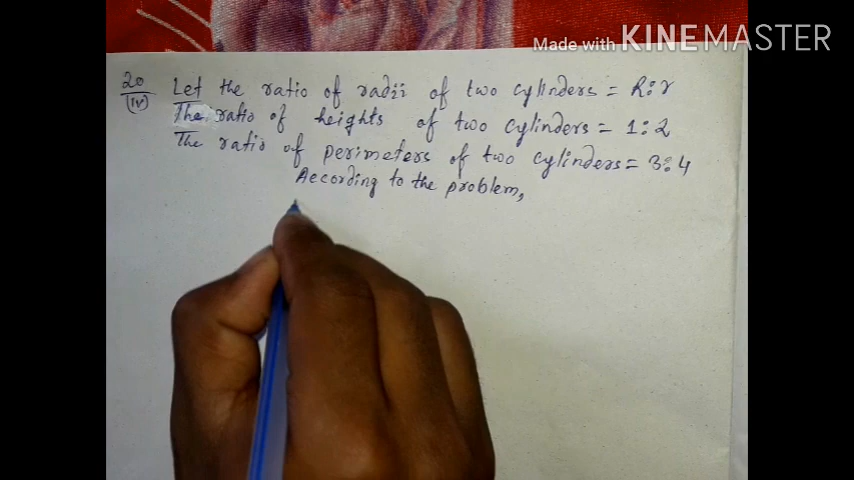 Made with KINEMASTER
20 Let the ratio of radii of two cylinders = R:r
(iv) The ratio of heights of two cylinders = 1:2
The ratio of perimeters of two cylinders = 3:4
According to the problem,